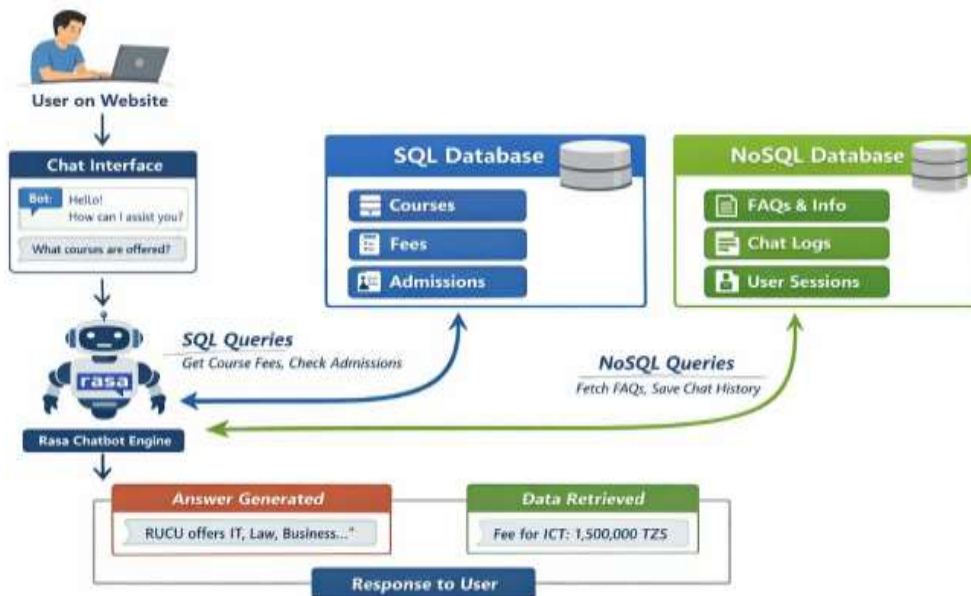 User on Website
Chat Interface
Bot: Hello!
How can I assist you?
What courses are offered?
SQL Database
Courses
Fees
Admissions
NoSQL Database
FAQs & Info
Chat Logs
User Sessions
SQL Queries
Get Course Fees, Check Admissions
NoSQL Queries
Fetch FAQs, Save Chat History
rasa
Rasa Chatbot Engine
Answer Generated
RUCU offers IT, Law, Business..."
Data Retrieved
Fee for ICT: 1,500,000 TZS
Response to User